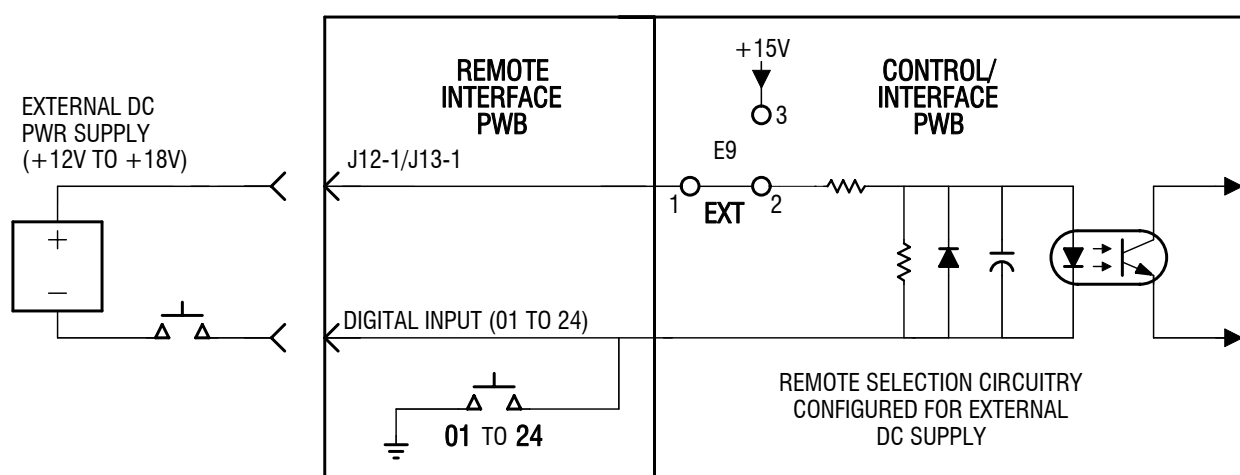 EXTERNAL DC
PWR SUPPLY
(+12V TO +18V)
+
–
REMOTE
INTERFACE
PWB
J12-1/J13-1
DIGITAL INPUT (01 TO 24)
01 TO 24
+15V
3
E9
1
EXT
2
CONTROL/
INTERFACE
PWB
REMOTE SELECTION CIRCUITRY
CONFIGURED FOR EXTERNAL
DC SUPPLY